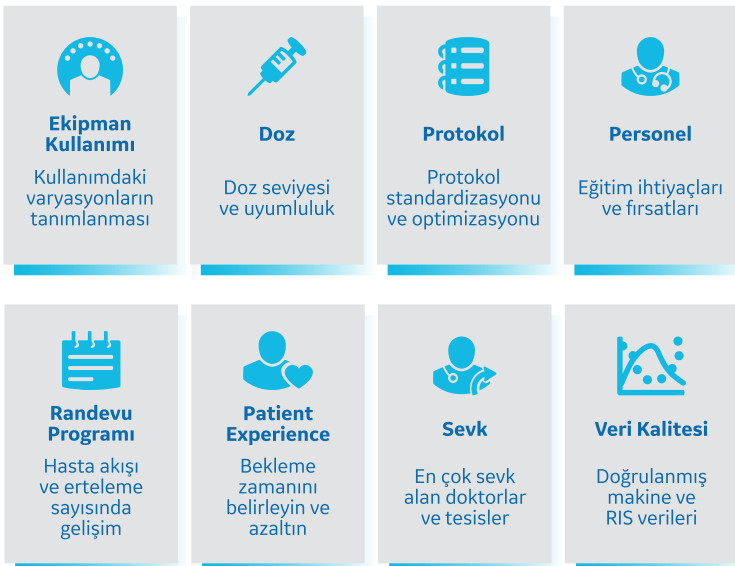 Ekipman
Kullanımı
Kullanımdaki
varyasyonların
tanımlanması
Doz
Doz seviyesi
ve uyumluluk
Protokol
Protokol
standardizasyonu
ve optimizasyonu
Personel
Eğitim ihtiyaçları
ve fırsatları
Randevu
Programı
Hasta akışı
ve erteleme
sayısında
gelişim
Patient
Experience
Bekleme
zamanını
belirleyin ve
azaltın
Sevk
En çok sevk
alan doktorlar
ve tesisler
Veri Kalitesi
Doğrulanmış
makine ve
RIS verileri